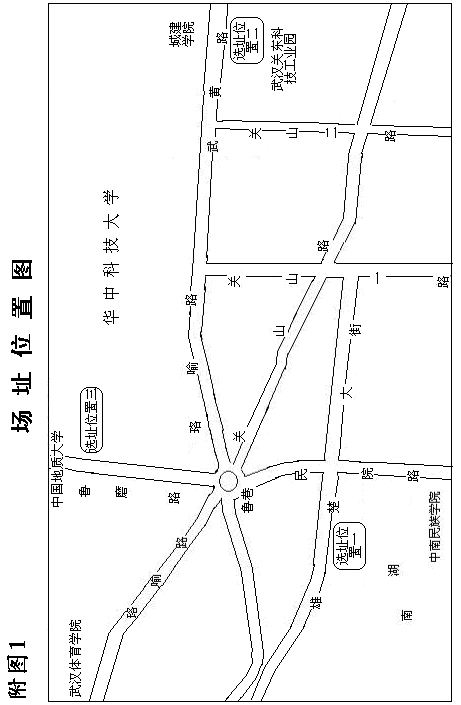 附图1
场址位置图
中国地质大学
选址位置三
鲁磨路
华中科技大学
城建
学院
武黄路
选址位
置二
武汉关东科
技工业园
关山二路
珞喻路
关山一路
关山路
武汉体育学院
珞喻路
鲁巷
民院路
雄楚大街
选址位
置一
南湖
中南民族学院